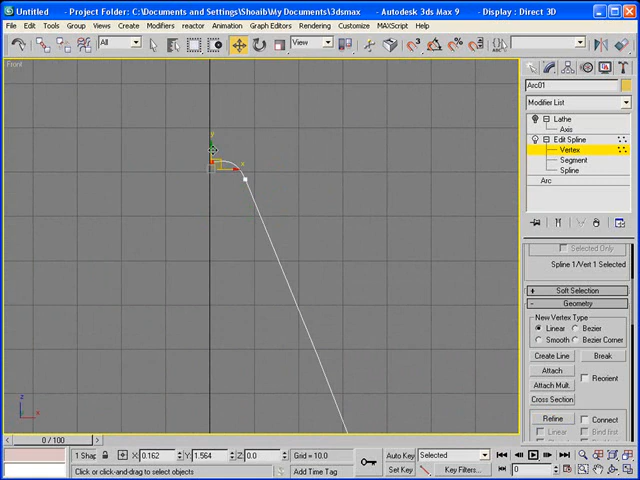 Untitled - Project Folder: C:\Documents and Settings\Shoaib\My Documents\3dsmax - Autodesk 3ds Max 9 - Display : Direct 3D
File Edit Tools Group Views Create Modifiers reactor Animation Graph Editors Rendering Customize MAXScript Help
All View
Front
y
x
z
x
Arc01
Modifier List
Lathe
Axis
Edit Spline
Vertex
Segment
Spline
Arc
Selected Only
Spline 1/Vert 1 Selected
+ Soft Selection
- Geometry
New Vertex Type
Linear Bezier
Smooth Bezier Corner
Create Line Break
Attach Reorient
Attach Mult.
Cross Section
Refine Connect
Linear Bind first
0 / 100
1 Shap X: 0.162 Y: 1.564 Z: 0.0 Grid = 10.0 Auto Key Selected
Click or click-and-drag to select objects Add Time Tag Set Key Key Filters... 0